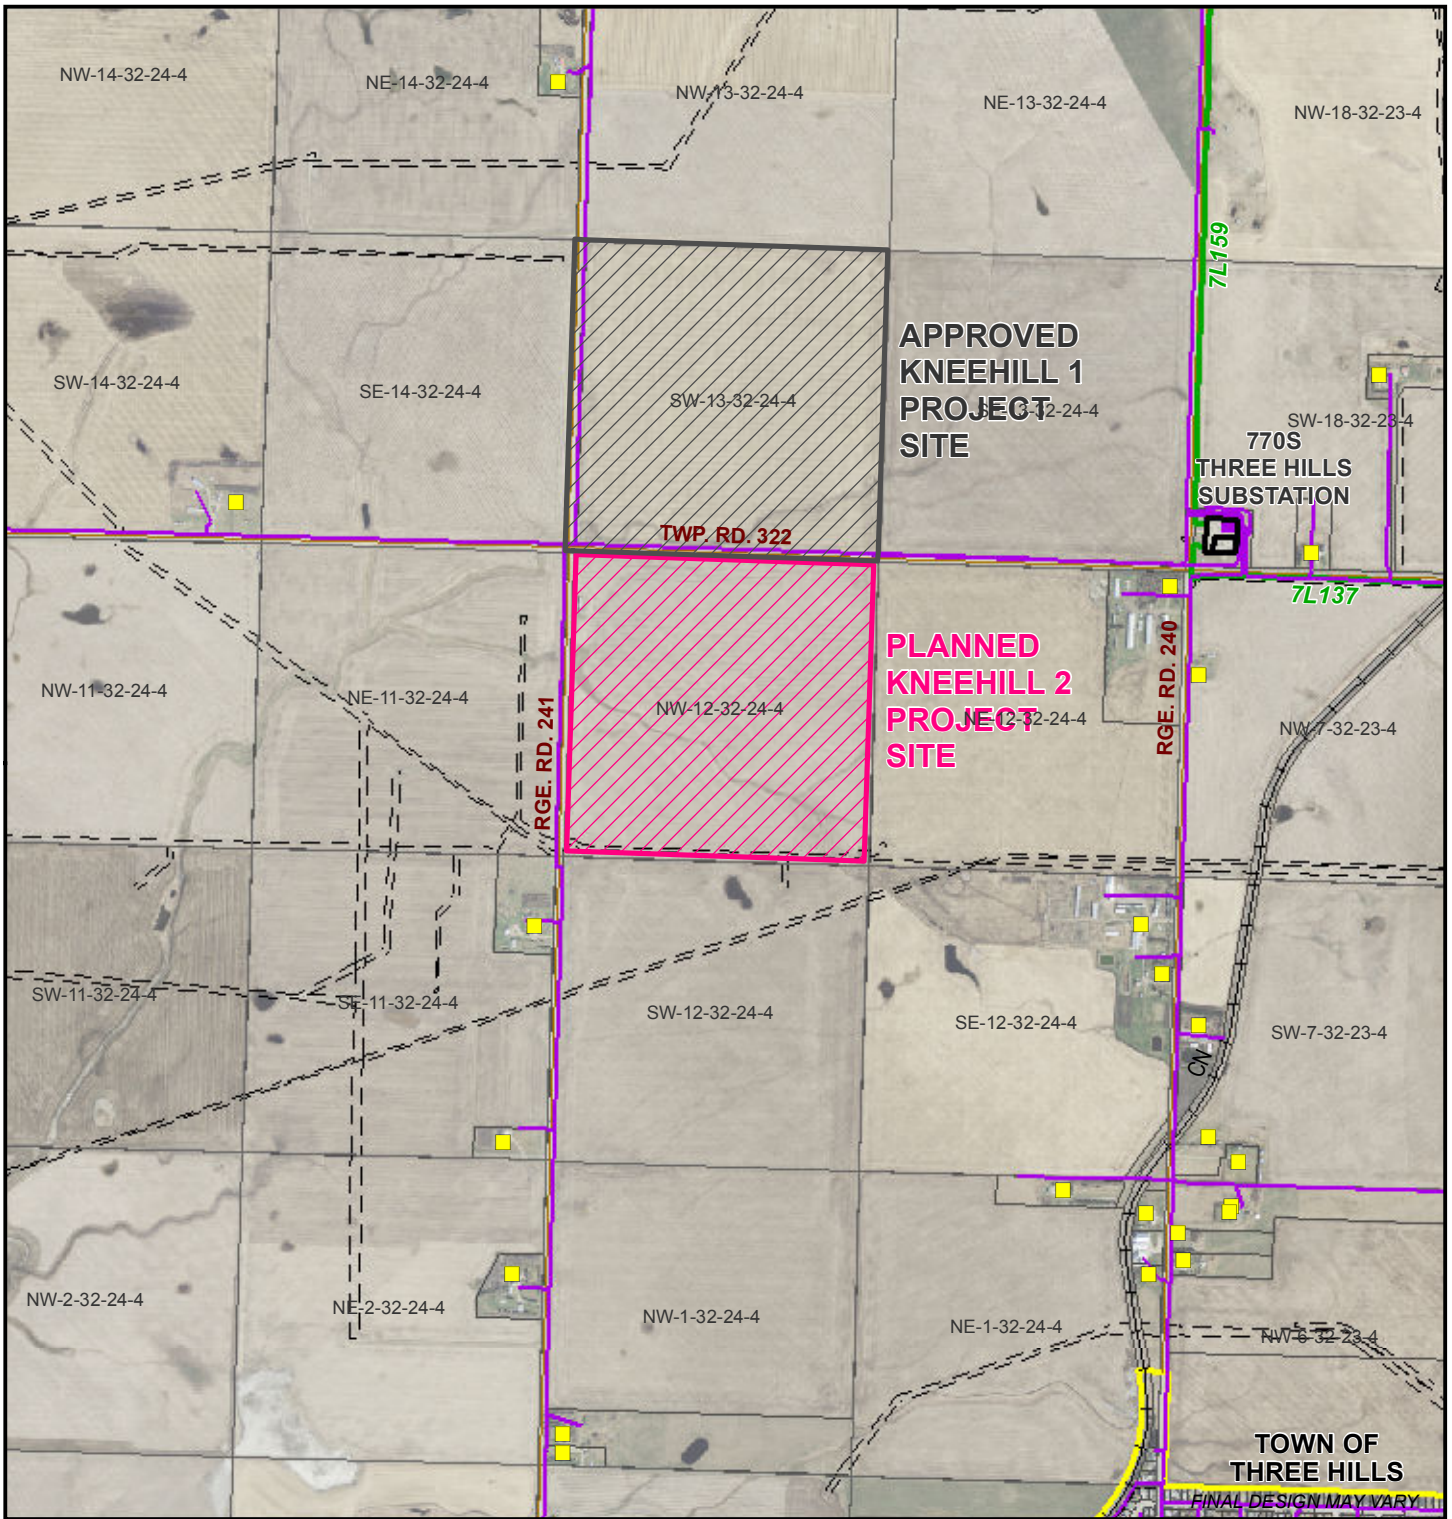 NW-14-32-24-4
NE-14-32-24-4
NW-13-32-24-4
NE-13-32-24-4
NW-18-32-23-4
7L159
SW-14-32-24-4
SE-14-32-24-4
SW-13-32-24-4
APPROVED
KNEEHILL 1
PROJECT
SITE
SE-13-32-24-4
SW-18-32-23-4
770S
THREE HILLS
SUBSTATION
TWP. RD. 322
7L137
NW-11-32-24-4
NE-11-32-24-4
RGE. RD. 241
NW-12-32-24-4
PLANNED
KNEEHILL 2
PROJECT
SITE
NE-12-32-24-4
RGE. RD. 240
NW-7-32-23-4
SW-11-32-24-4
SE-11-32-24-4
SW-12-32-24-4
SE-12-32-24-4
CN
SW-7-32-23-4
NW-2-32-24-4
NE-2-32-24-4
NW-1-32-24-4
NE-1-32-24-4
NW-6-32-23-4
TOWN OF
THREE HILLS
FINAL DESIGN MAY VARY